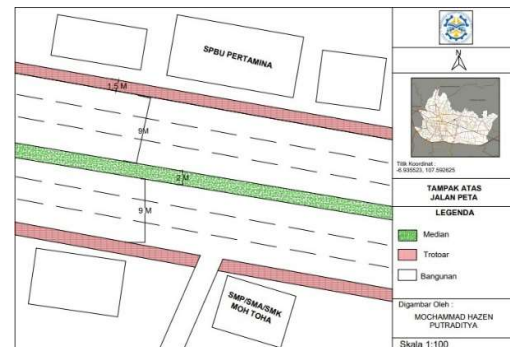 SPBU PERTAMINA
1,5 M
9M
2 M
9 M
SMP/SMA/SMK
MOH TOHA
N
Titik Koordinat :
-6.935523, 107.592625
TAMPAK ATAS
JALAN PETA
LEGENDA
Median
Trotoar
Bangunan
Digambar Oleh :
MOCHAMMAD HAZEN
PUTRADITYA
Skala 1:100